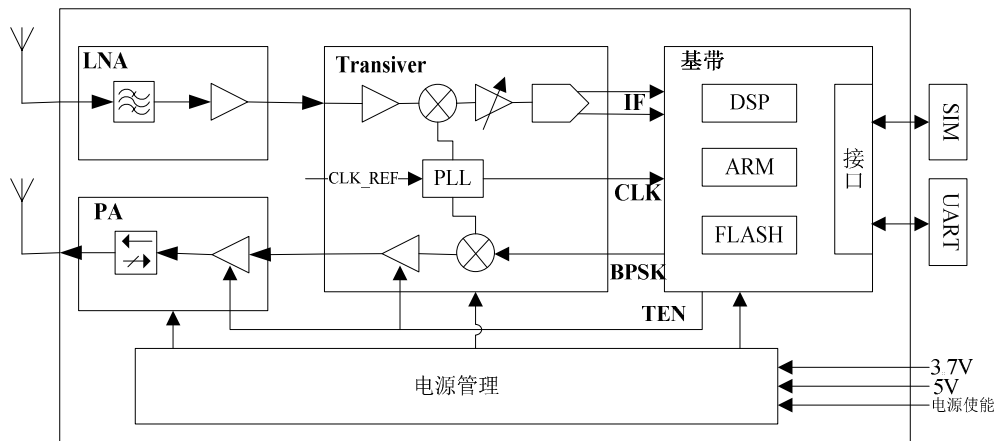 LNA
Transiver
基带
IF
DSP
SIM
接口
ARM
CLK_REF
PLL
CLK
UART
PA
FLASH
BPSK
TEN
电源管理
3.7V
5V
电源使能